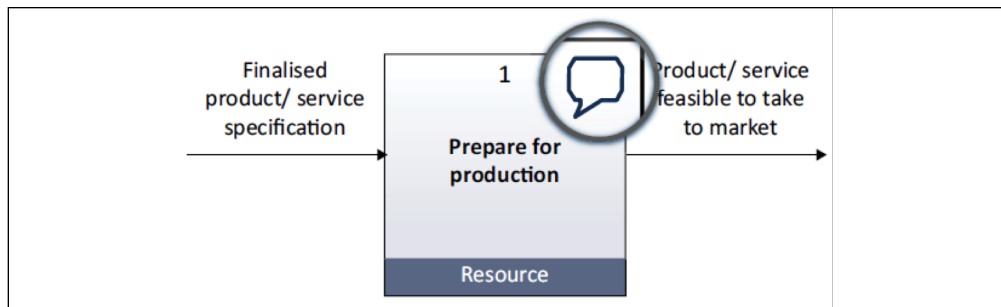 Finalised
product/ service
specification
1
Prepare for
production
Resource
Product/ service
feasible to take
to market